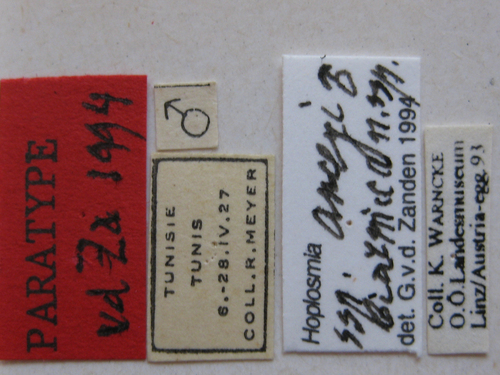 PARATYPE
vd Za 1994
♂
TUNISIE
TUNIS
6.-28.IV.27
COLL.R.MEYER
Hoplosmia anceyi ♂
ssp.
n. ssp.
det. G.v.d. Zanden 1994
Coll. K. WARNCKE
O.Ö. Landesmuseum
Linz/Austria-egg.93